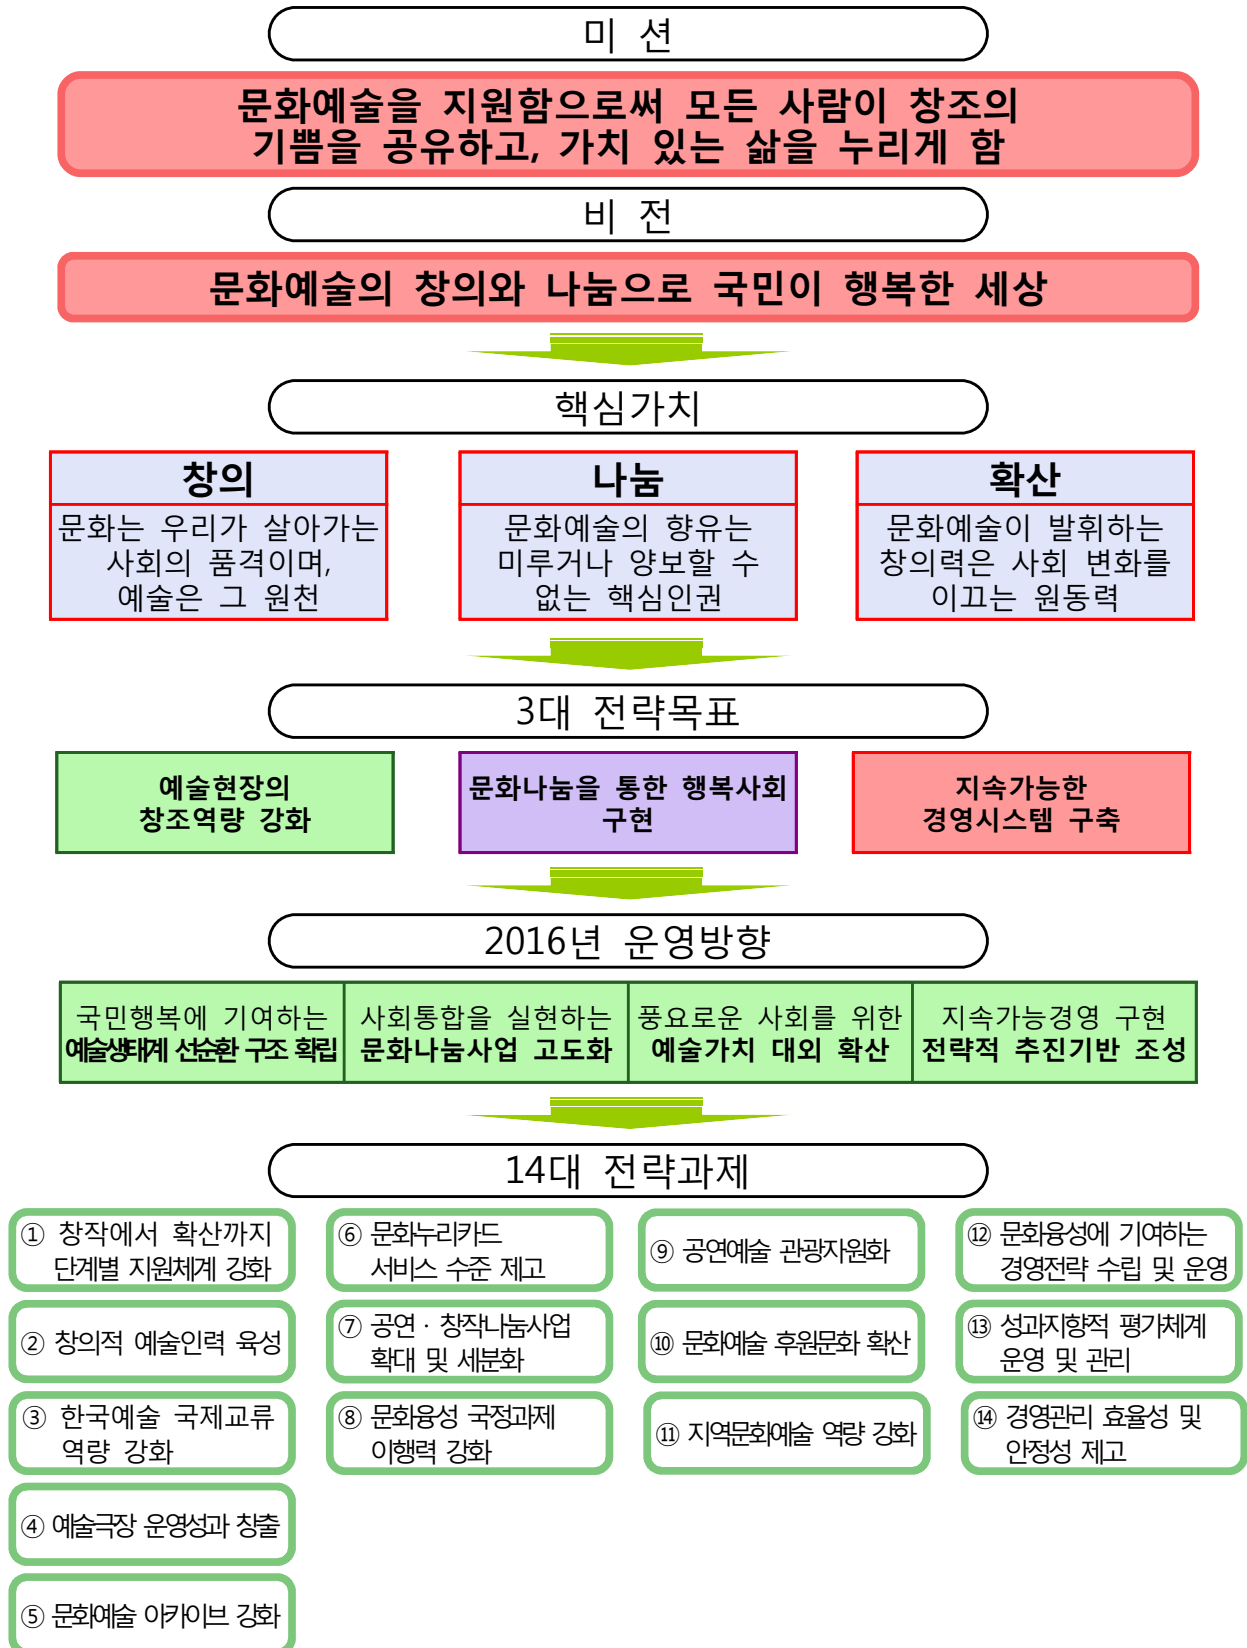 미 션
문화예술을 지원함으로써 모든 사람이 창조의
기쁨을 공유하고, 가치 있는 삶을 누리게 함
비 전
문화예술의 창의와 나눔으로 국민이 행복한 세상
핵심가치
창의
문화는 우리가 살아가는
사회의 품격이며,
예술은 그 원천
나눔
문화예술의 향유는
미루거나 양보할 수
없는 핵심인권
확산
문화예술이 발휘하는
창의력은 사회 변화를
이끄는 원동력
3대 전략목표
예술현장의
창조역량 강화
문화나눔을 통한 행복사회
구현
지속가능한
경영시스템 구축
2016년 운영방향
국민행복에 기여하는
예술생태계 선순환 구조 확립
사회통합을 실현하는
문화나눔사업 고도화
풍요로운 사회를 위한
예술가치 대외 확산
지속가능경영 구현
전략적 추진기반 조성
14대 전략과제
① 창작에서 확산까지
단계별 지원체계 강화
② 창의적 예술인력 육성
③ 한국예술 국제교류
역량 강화
④ 예술극장 운영성과 창출
⑤ 문화예술 아카이브 강화
⑥ 문화누리카드
서비스 수준 제고
⑦ 공연 · 창작나눔사업
확대 및 세분화
⑧ 문화융성 국정과제
이행력 강화
⑨ 공연예술 관광자원화
⑩ 문화예술 후원문화 확산
⑪ 지역문화예술 역량 강화
⑫ 문화융성에 기여하는
경영전략 수립 및 운영
⑬ 성과지향적 평가체계
운영 및 관리
⑭ 경영관리 효율성 및
안정성 제고